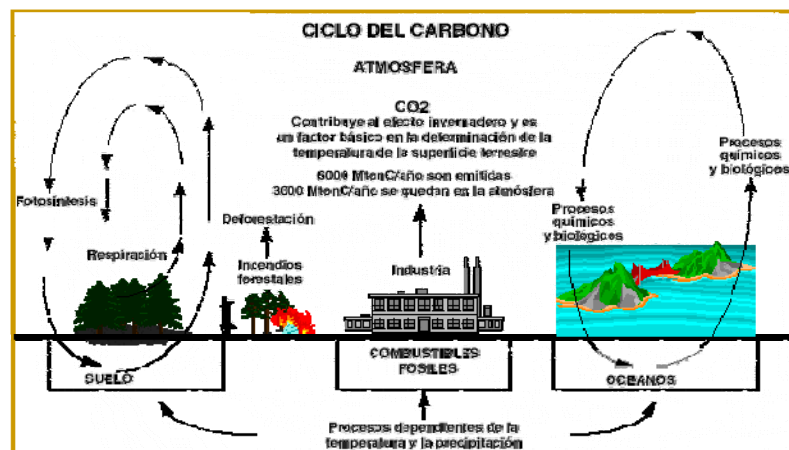 CICLO DEL CARBONO
ATMOSFERA
CO2
Contribuye al efecto invernadero y es
un factor básico en la determinación de la
temperatura de la superficie terrestre
6000 MtonC/año son emitidas
3000 MtonC/año se quedan en la atmósfera
Procesos
químicos
y biológicos
Fotosíntesis
Deforestación
Procesos
químicos
y biológicos
Respiración
Incendios
forestales
Industria
SUELO
COMBUSTIBLES
FOSILES
OCEANOS
Procesos dependientes de la
temperatura y la precipitación